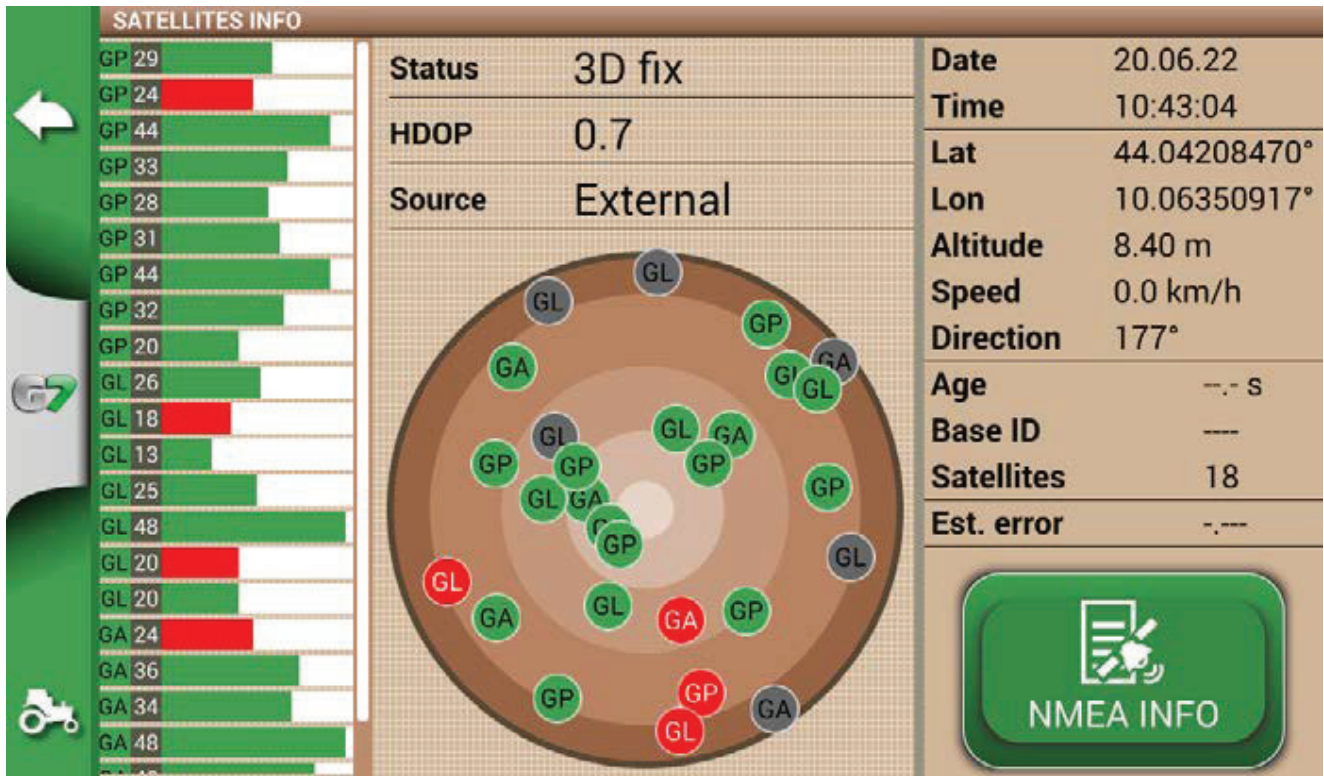 SATELLITES INFO
GP 29
GP 24
GP 44
GP 33
GP 28
GP 31
GP 44
GP 32
GP 20
GL 26
GL 18
GL 13
GL 25
GL 48
GL 20
GL 20
GA 24
GA 36
GA 34
GA 48
G7
Status 3D fix
HDOP 0.7
Source External
GL
GL
GP
GA
GA
GL
GL
GL
GA
GL
GP
GP
GP
GL
GA
GP
GP
GL
GL
GA
GL
GA
GP
GP
GP
GA
GL
Date 20.06.22
Time 10:43:04
Lat 44.04208470°
Lon 10.06350917°
Altitude 8.40 m
Speed 0.0 km/h
Direction 177°
Age --.- s
Base ID ----
Satellites 18
Est. error -.---
NMEA INFO